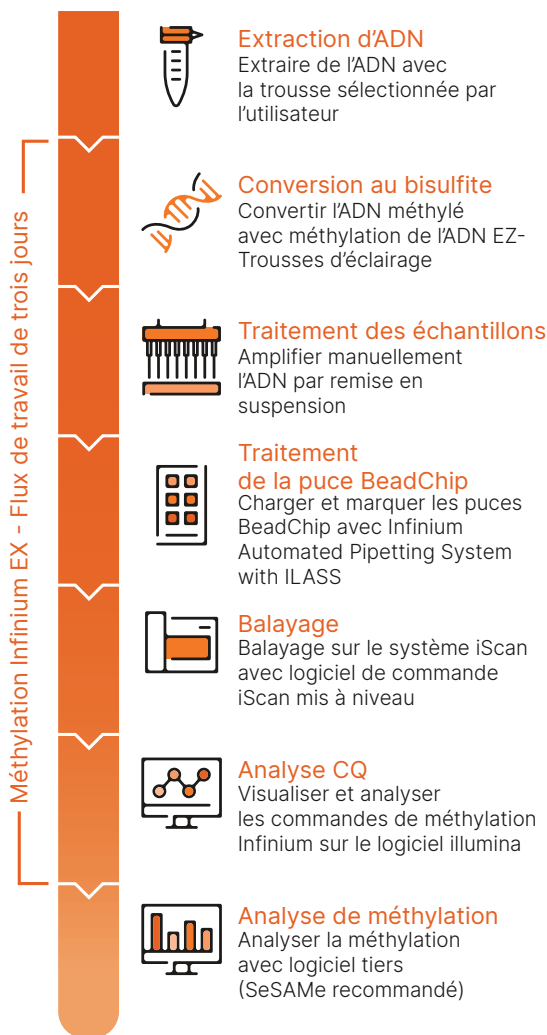 Extraction d’ADN
Extraire de l’ADN avec
la trousse sélectionnée par
l’utilisateur
Méthylation Infinium EX - Flux de travail de trois jours
Conversion au bisulfite
Convertir l’ADN méthylé
avec méthylation de l’ADN EZ-
Trousses d’éclairage
Traitement des échantillons
Amplifier manuellement
l’ADN par remise en
suspension
Traitement
de la puce BeadChip
Charger et marquer les puces
BeadChip avec Infinium
Automated Pipetting System
with ILASS
Balayage
Balayage sur le système iScan
avec logiciel de commande
iScan mis à niveau
Analyse CQ
Visualiser et analyser
les commandes de méthylation
Infinium sur le logiciel illumina
Analyse de méthylation
Analyser la méthylation
avec logiciel tiers
(SeSAMe recommandé)